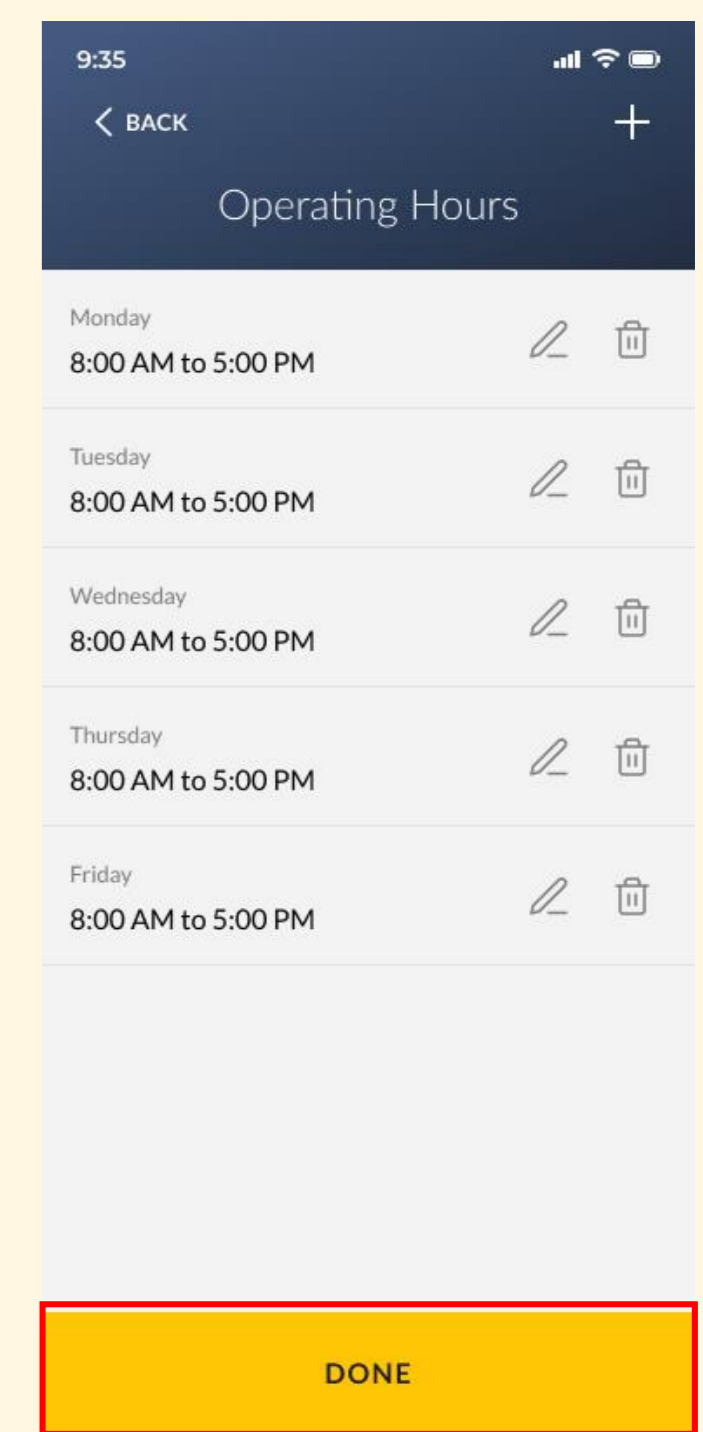 9:35
BACK
Operating Hours
Monday
8:00 AM to 5:00 PM
Tuesday
8:00 AM to 5:00 PM
Wednesday
8:00 AM to 5:00 PM
Thursday
8:00 AM to 5:00 PM
Friday
8:00 AM to 5:00 PM
DONE